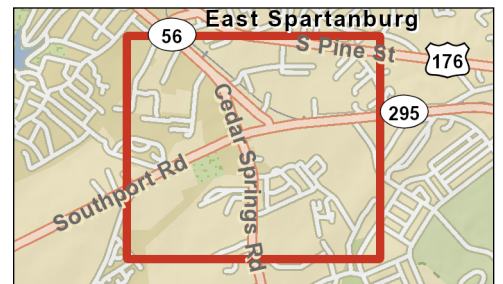 East Spartanburg
56
S Pine St
176
295
Cedar Springs Rd
Southport Rd